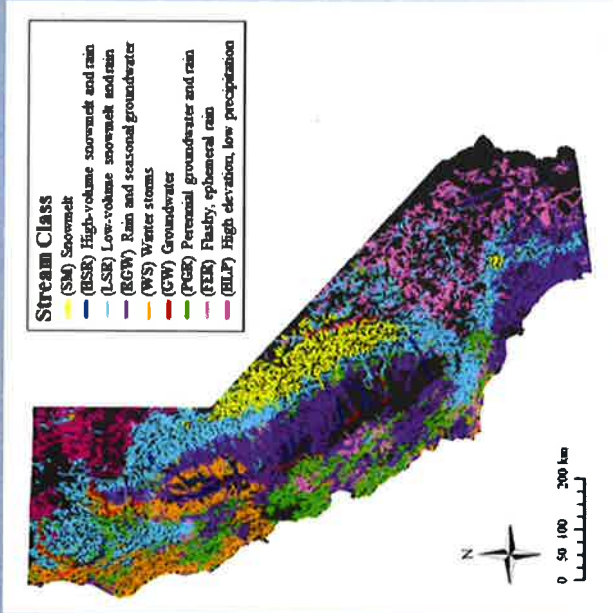 Stream Class
(SM) Snowmelt
(HSR) High-volume snowmelt and rain
(LSR) Low-volume snowmelt and rain
(RGW) Rain and seasonal groundwater
(WS) Winter storms
(GW) Groundwater
(PGR) Perennial groundwater and rain
(FER) Flashy, ephemeral rain
(HLP) High elevation, low precipitation
N
0 50 100 200 km